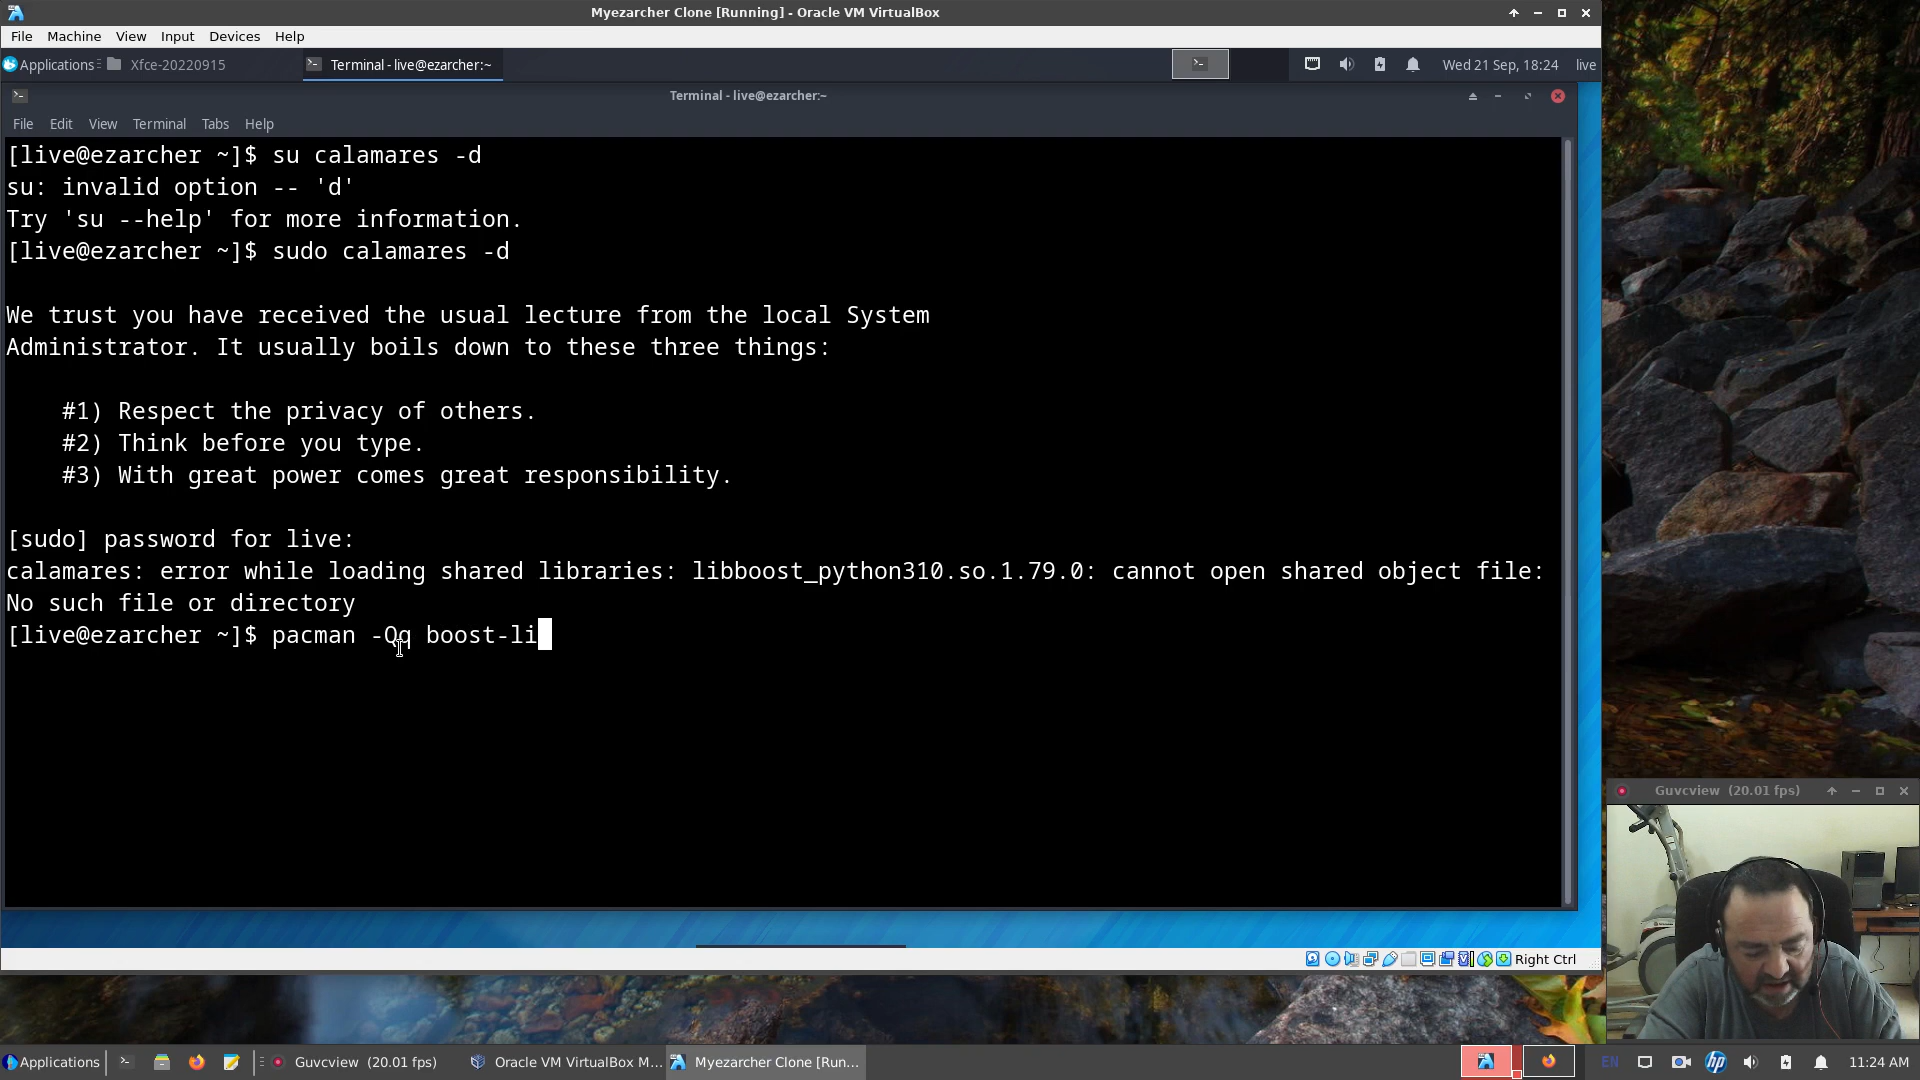 Myezarcher Clone [Running] - Oracle VM VirtualBox
File Machine View Input Devices Help
Applications Xfce-20220915 Terminal - live@ezarcher:~ Wed 21 Sep, 18:24 live
Terminal - live@ezarcher:~
File Edit View Terminal Tabs Help
[live@ezarcher ~]$ su calamares -d
su: invalid option -- 'd'
Try 'su --help' for more information.
[live@ezarcher ~]$ sudo calamares -d
We trust you have received the usual lecture from the local System
Administrator. It usually boils down to these three things:
#1) Respect the privacy of others.
#2) Think before you type.
#3) With great power comes great responsibility.
[sudo] password for live:
calamares: error while loading shared libraries: libboost_python310.so.1.79.0: cannot open shared object file:
No such file or directory
[live@ezarcher ~]$ pacman -Qq boost-li
Guvcview (20.01 fps)
Right Ctrl
Applications Guvcview (20.01 fps) Oracle VM VirtualBox M... Myezarcher Clone [Run... EN hp 11:24 AM